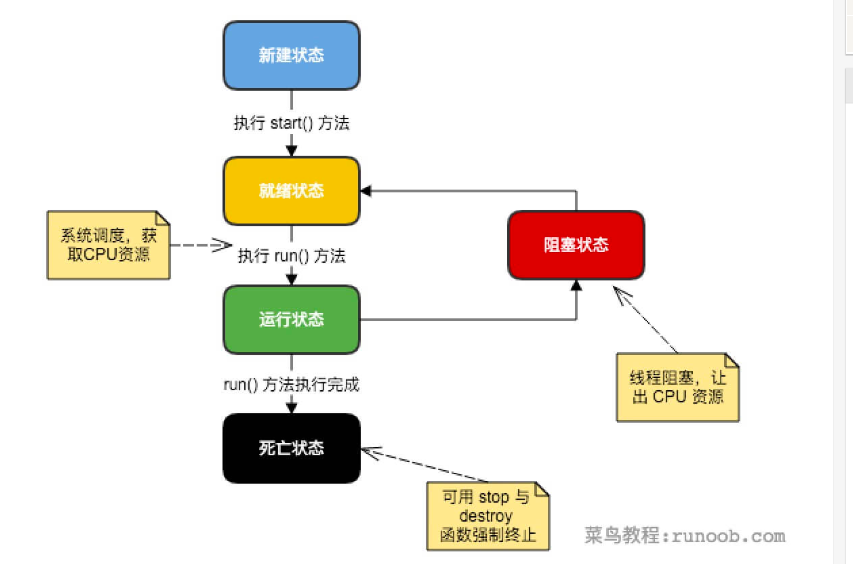 新建状态
执行 start() 方法
就绪状态
系统调度，获
取CPU资源
执行 run() 方法
阻塞状态
运行状态
线程阻塞，让
出 CPU 资源
run() 方法执行完成
死亡状态
可用 stop 与
destroy
函数强制终止
菜鸟教程:runoob.com